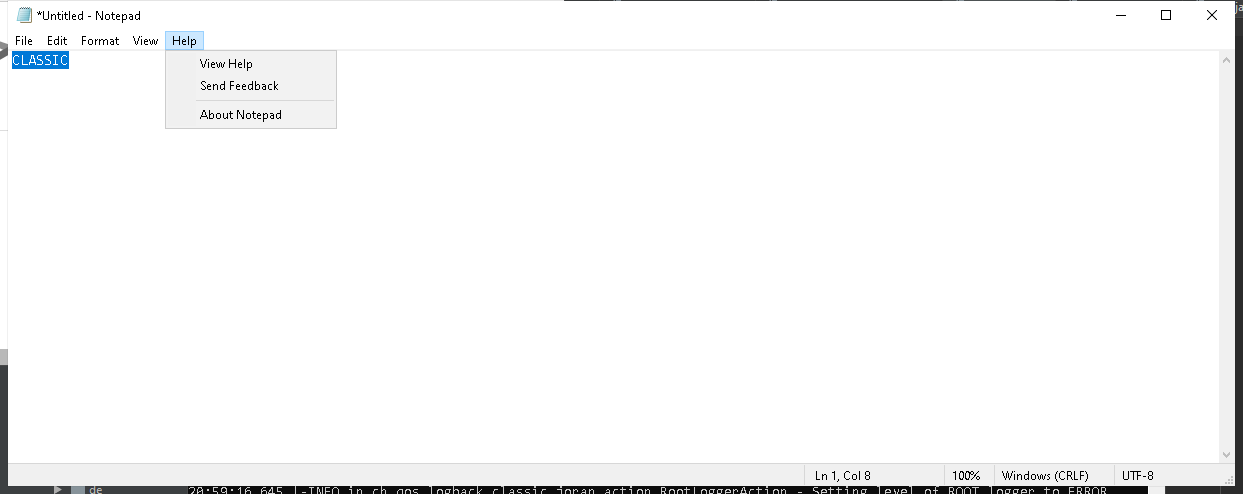 *Untitled - Notepad
File Edit Format View Help
CLASSIC
View Help
Send Feedback
About Notepad
Ln 1, Col 8 100% Windows (CRLF) UTF-8
de 20:59:16,645 |-INFO in ch.qos.logback.classic.joran.action.RootLoggerAction - Setting level of ROOT logger to ERROR